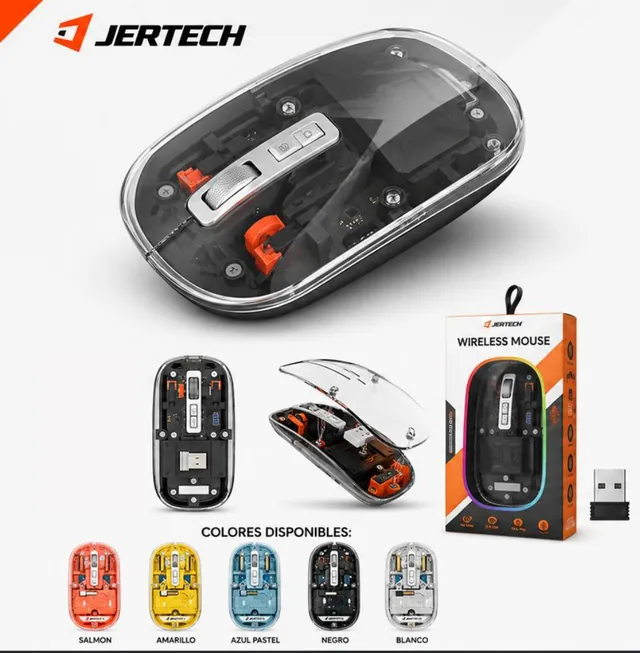 JERTECH
JERTECH
WIRELESS MOUSE
COLORES DISPONIBLES:
SALMON
AMARILLO
AZUL PASTEL
NEGRO
BLANCO